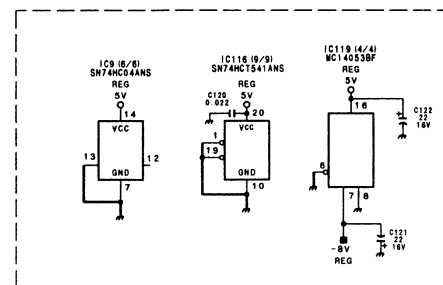 IC9 (6/6)
SN74HC04ANS
REG
5V
14
VCC
13
12
GND
7
IC116 (9/9)
SN74HCT541ANS
REG
C120
0.022
5V
20
VCC
1
19
GND
10
IC119 (4/4)
MC14053BF
REG
5V
16
C122
22
16V
6
7
8
-8V
REG
C121
22
16V